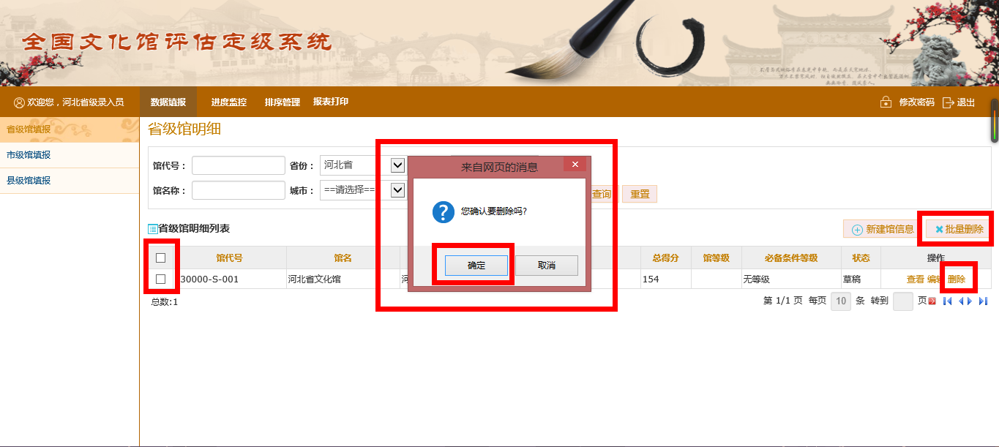 全国文化馆评估定级系统
欢迎您，河北省级录入员 数据填报 进度监控 排序管理 报表打印 修改密码 退出
省级馆填报
市级馆填报
县级馆填报
省级馆明细
馆代号： 省份： 河北省
馆名称： 城市： ==请选择== 查询 重置
来自网页的消息
您确认要删除吗?
确定 取消
省级馆明细列表 新建馆信息 批量删除
馆代号 馆名 总得分 馆等级 必备条件等级 状态 操作
30000-S-001 河北省文化馆 河 154 无等级 草稿 查看 编辑 删除
总数:1 第 1/1 页 每页 10 条 转到 页